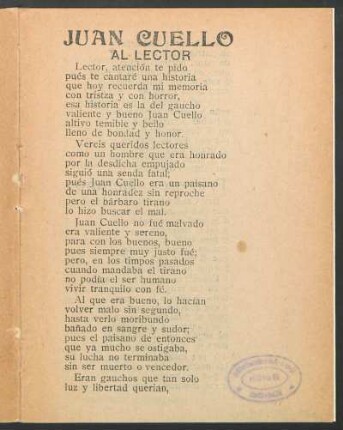 JUAN CUELLO
AL LECTOR
Lector, atención te pido
pués te cantaré una historia
que hoy recuerda mi memoria
con tristza y con horror,
esa historia es la del gaucho
valiente y bueno Juan Cuello
altivo temible y bello
lleno de bondad y honor.
Vereis queridos lectores
como un hombre que era honrado
por la desdicha empujado
siguió una senda fatal;
pués Juan Cuello era un paisano
de una honradez sin reproche
pero el bárbaro tirano
lo hizo buscar el mal.
Juan Cuello no fué malvado
era valiente y sereno,
para con los buenos, bueno
pues siempre muy justo fué;
pero, en los timpos pasados
cuando mandaba el tirano
no podía el ser humano
vivir tranquilo con fé.
Al que era bueno, lo hacían
volver malo sin segundo,
hasta verlo moribundo
bañado en sangre y sudor;
pues el paisano de entonces
que ya mucho se ostigaba,
su lucha no terminaba
sin ser muerto o vencedor.
Eran gauchos que tan solo
luz y libertad querían,